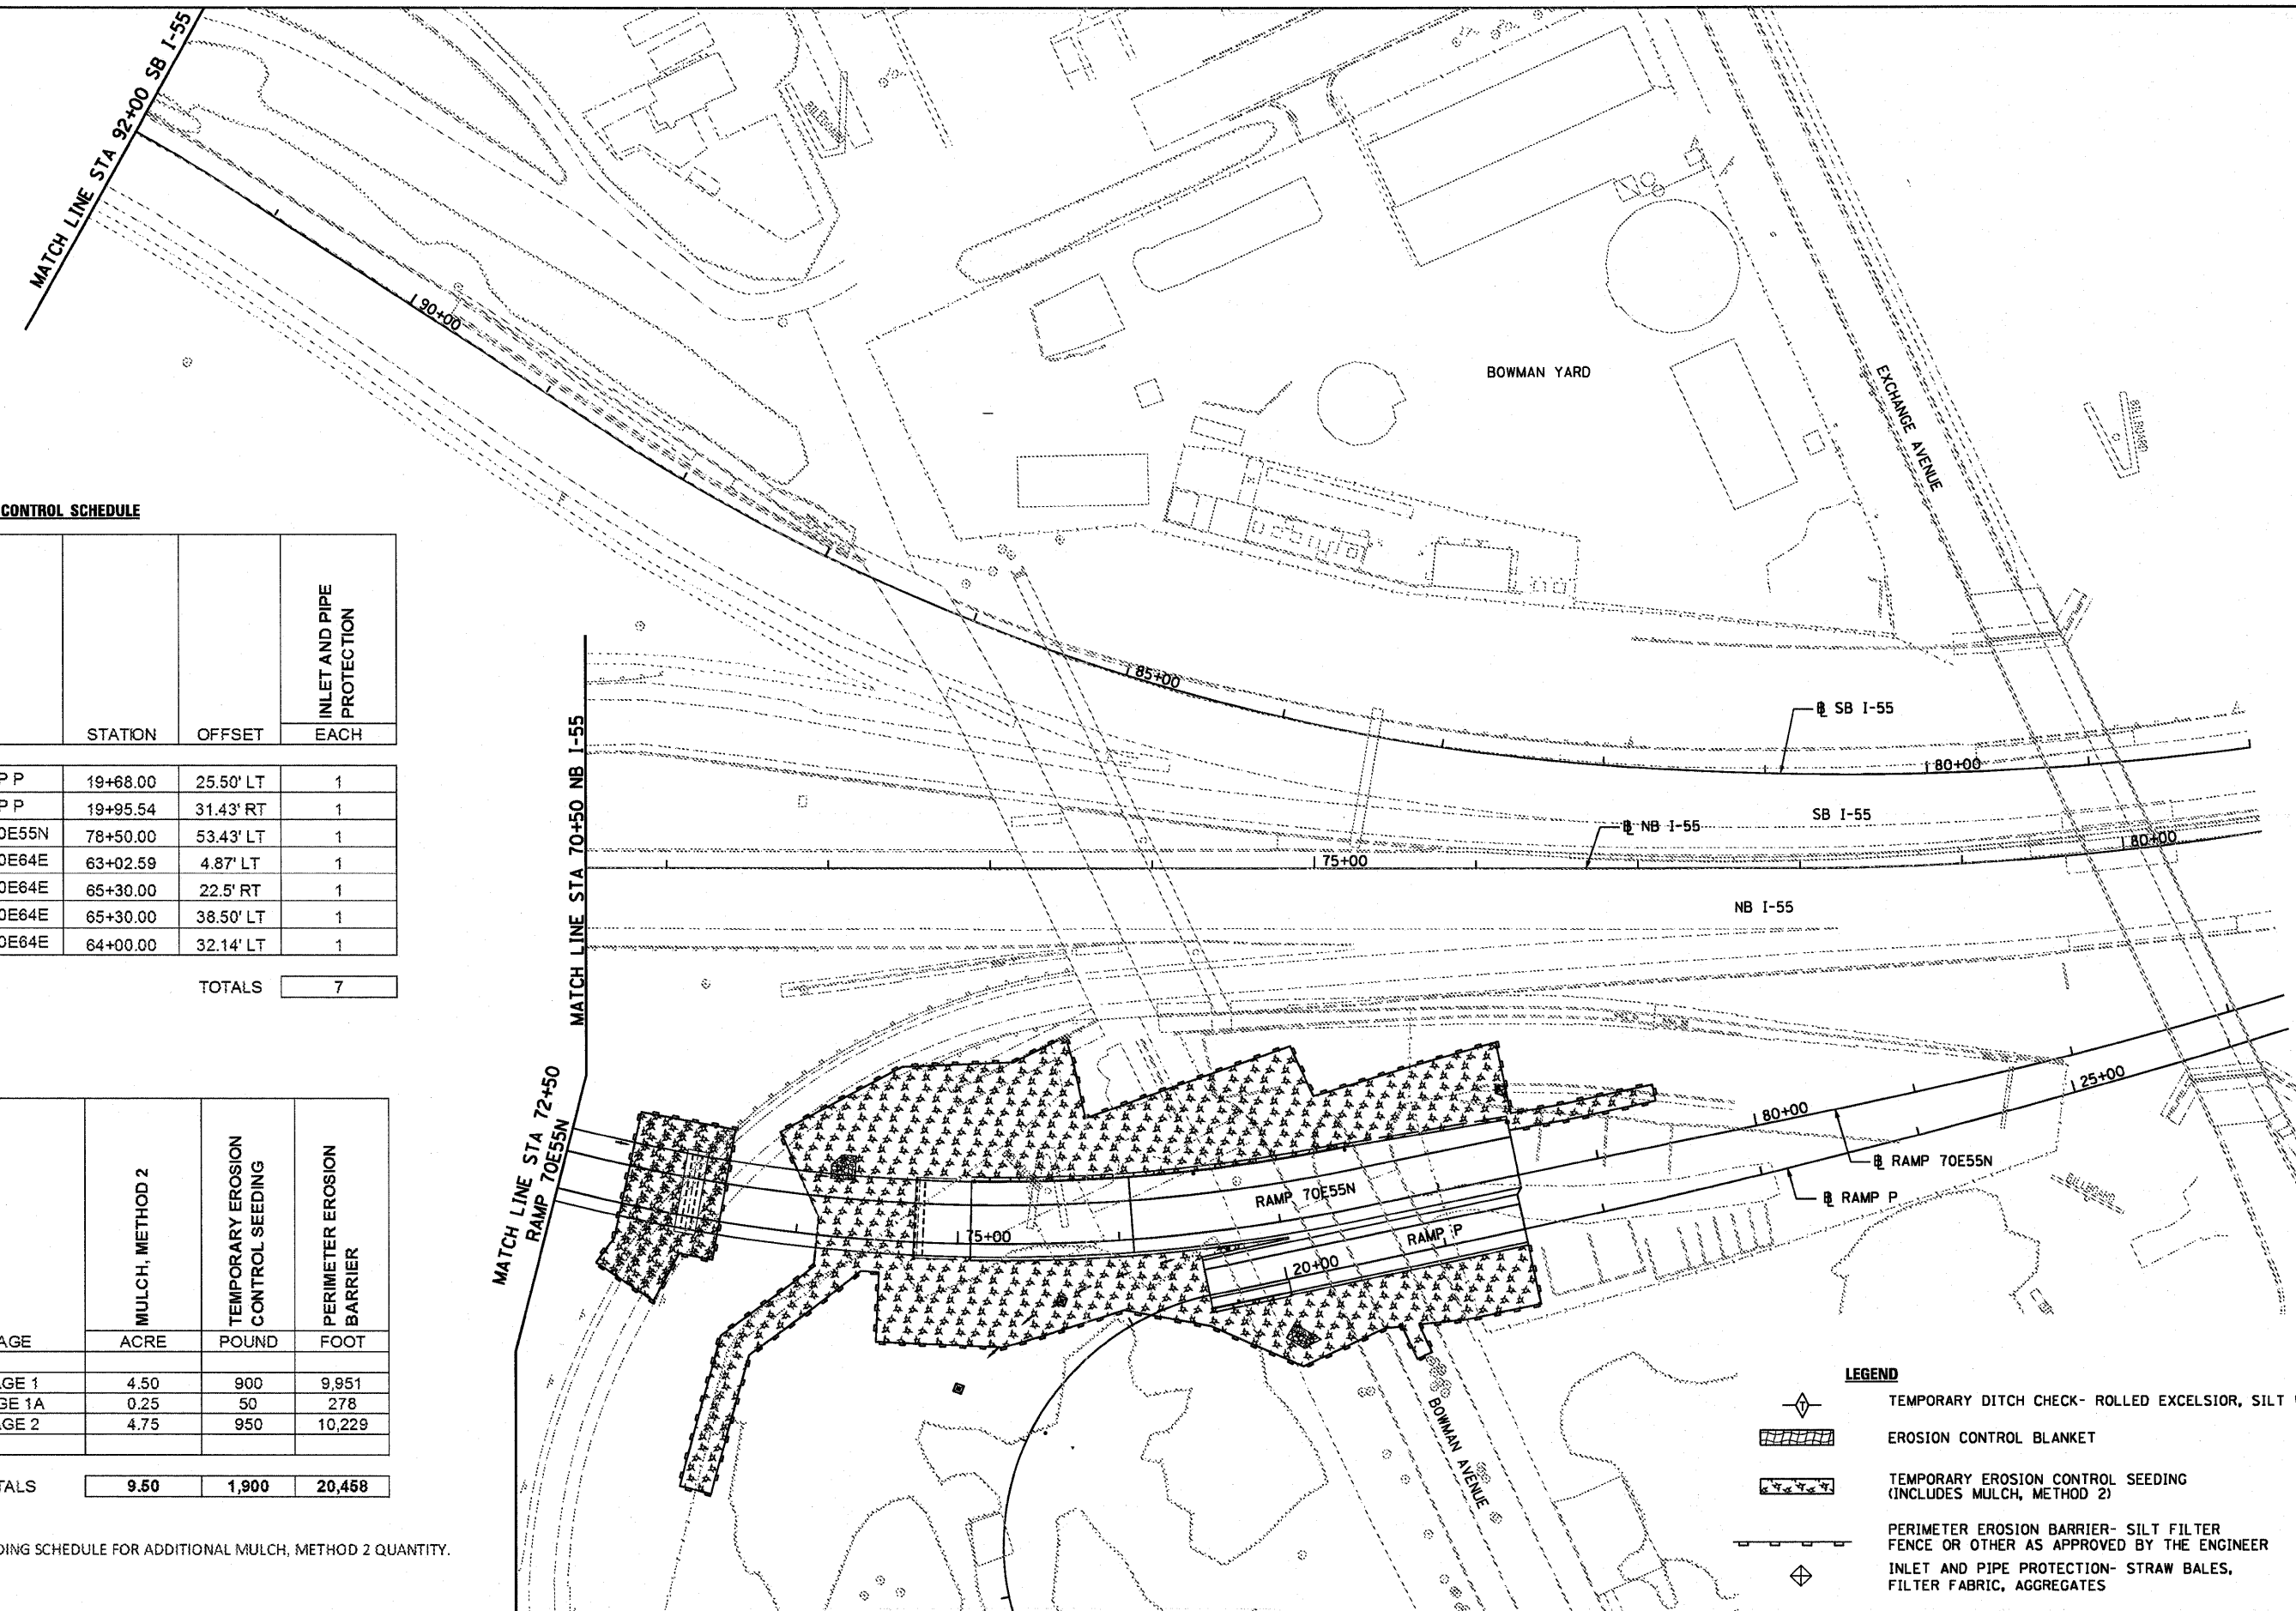 MATCH LINE STA 92+00 SB I-55
90+00
BILLBOARD
BOWMAN YARD
EXCHANGE AVENUE
BILLBOARD
85+00
℄ SB I-55
80+00
SB I-55
℄ NB I-55
80+00
75+00
NB I-55
MATCH LINE STA 70+50 NB I-55
MATCH LINE STA 72+50
RAMP 70E55N
RAMP 70E55N
75+00
RAMP P
20+00
80+00
25+00
℄ RAMP 70E55N
℄ RAMP P
BILLBOARD
BOWMAN AVENUE
CONTROL SCHEDULE
STATION OFFSET INLET AND PIPE PROTECTION
EACH
P P 19+68.00 25.50' LT 1
P P 19+95.54 31.43' RT 1
0E55N 78+50.00 53.43' LT 1
0E64E 63+02.59 4.87' LT 1
0E64E 65+30.00 22.5' RT 1
0E64E 65+30.00 38.50' LT 1
0E64E 64+00.00 32.14' LT 1
TOTALS 7
MULCH, METHOD 2
TEMPORARY EROSION CONTROL SEEDING
PERIMETER EROSION BARRIER
AGE ACRE POUND FOOT
GE 1 4.50 900 9,951
GE 1A 0.25 50 278
GE 2 4.75 950 10,229
TALS 9.50 1,900 20,458
DING SCHEDULE FOR ADDITIONAL MULCH, METHOD 2 QUANTITY.
LEGEND
T
TEMPORARY DITCH CHECK- ROLLED EXCELSIOR, SILT
EROSION CONTROL BLANKET
TEMPORARY EROSION CONTROL SEEDING
(INCLUDES MULCH, METHOD 2)
PERIMETER EROSION BARRIER- SILT FILTER
FENCE OR OTHER AS APPROVED BY THE ENGINEER
INLET AND PIPE PROTECTION- STRAW BALES,
FILTER FABRIC, AGGREGATES